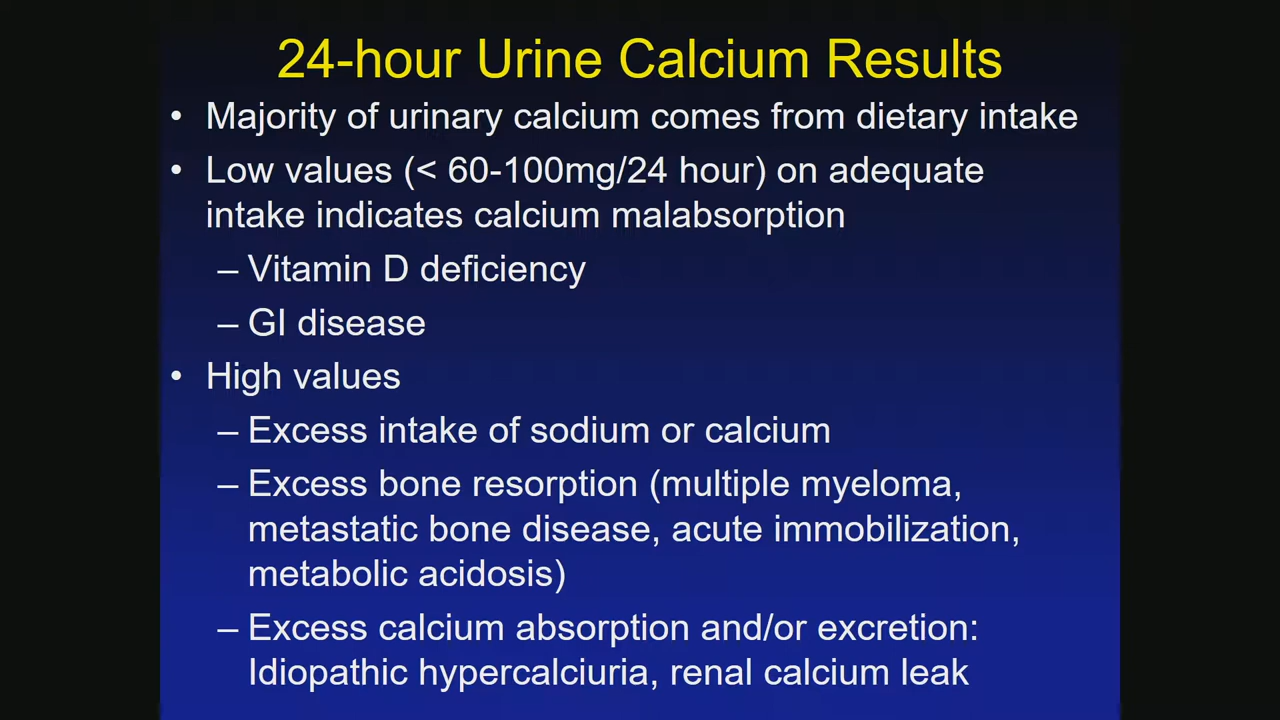 24-hour Urine Calcium Results
• Majority of urinary calcium comes from dietary intake
• Low values (< 60-100mg/24 hour) on adequate
intake indicates calcium malabsorption
– Vitamin D deficiency
– GI disease
• High values
– Excess intake of sodium or calcium
– Excess bone resorption (multiple myeloma,
metastatic bone disease, acute immobilization,
metabolic acidosis)
– Excess calcium absorption and/or excretion:
Idiopathic hypercalciuria, renal calcium leak